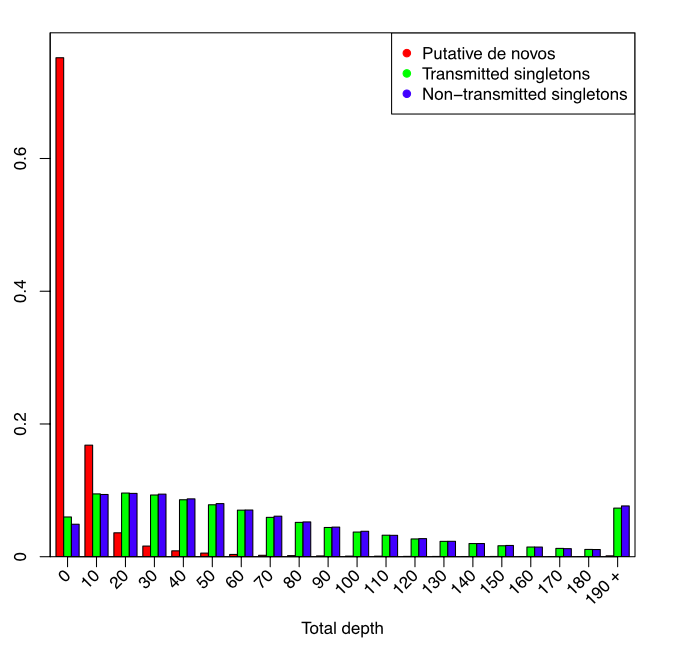 Putative de novos
Transmitted singletons
Non−transmitted singletons
0.6
0.4
0.2
0
0 10 20 30 40 50 60 70 80 90 100 110 120 130 140 150 160 170 180 190 +
Total depth